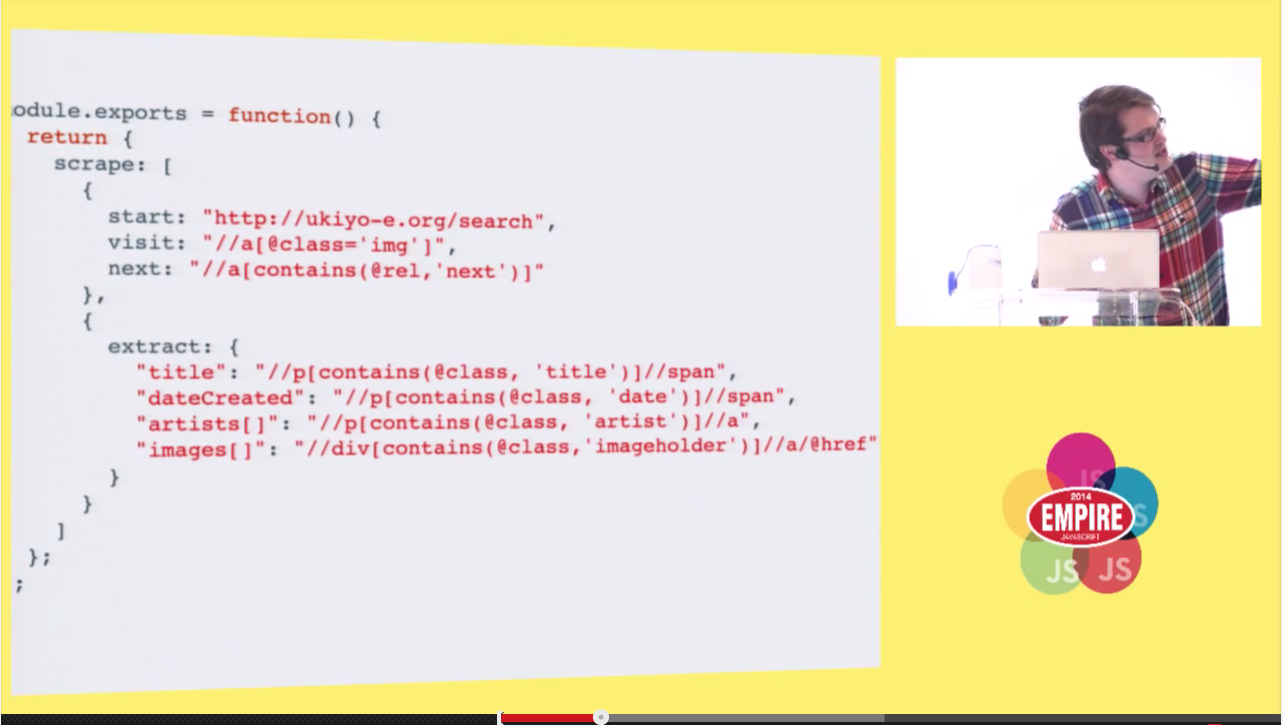 odule.exports = function() {
return {
scrape: [
{
start: "http://ukiyo-e.org/search",
visit: "//a[@class='img']",
next: "//a[contains(@rel,'next')]"
},
{
extract: {
"title": "//p[contains(@class, 'title')]//span",
"dateCreated": "//p[contains(@class, 'date')]//span",
"artists[]": "//p[contains(@class, 'artist')]//a",
"images[]": "//div[contains(@class,'imageholder')]//a/@href"
}
}
]
};
;
JS
2014
EMPIRE
JAVASCRIPT
S
JS
JS